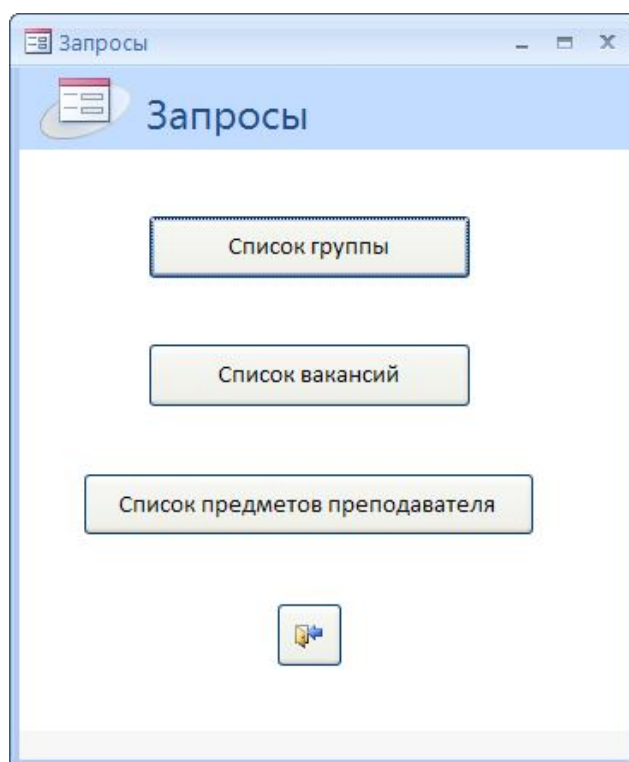 Запросы
Запросы
Список группы
Список вакансий
Список предметов преподавателя